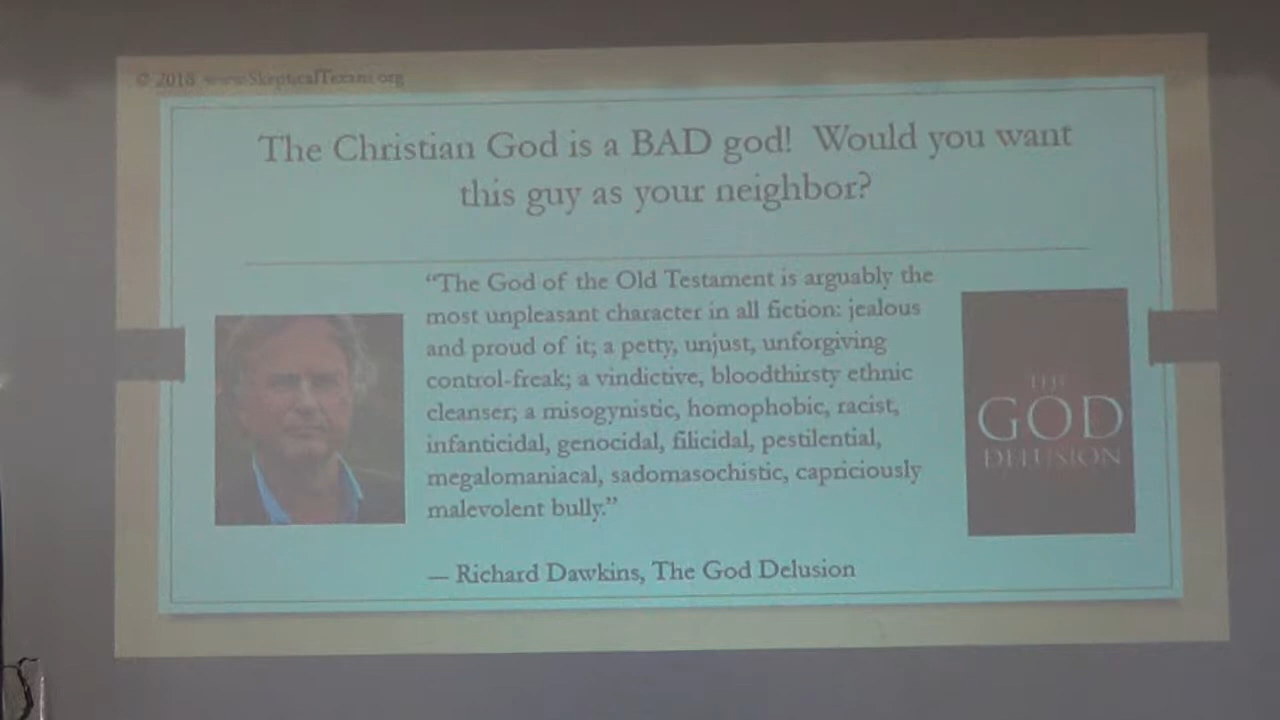 © 2018 www.SkepticalTexans.org
The Christian God is a BAD god! Would you want
this guy as your neighbor?
“The God of the Old Testament is arguably the
most unpleasant character in all fiction: jealous
and proud of it; a petty, unjust, unforgiving
control-freak; a vindictive, bloodthirsty ethnic
cleanser; a misogynistic, homophobic, racist,
infanticidal, genocidal, filicidal, pestilential,
megalomaniacal, sadomasochistic, capriciously
malevolent bully.”
— Richard Dawkins, The God Delusion
THE
GOD
DELUSION